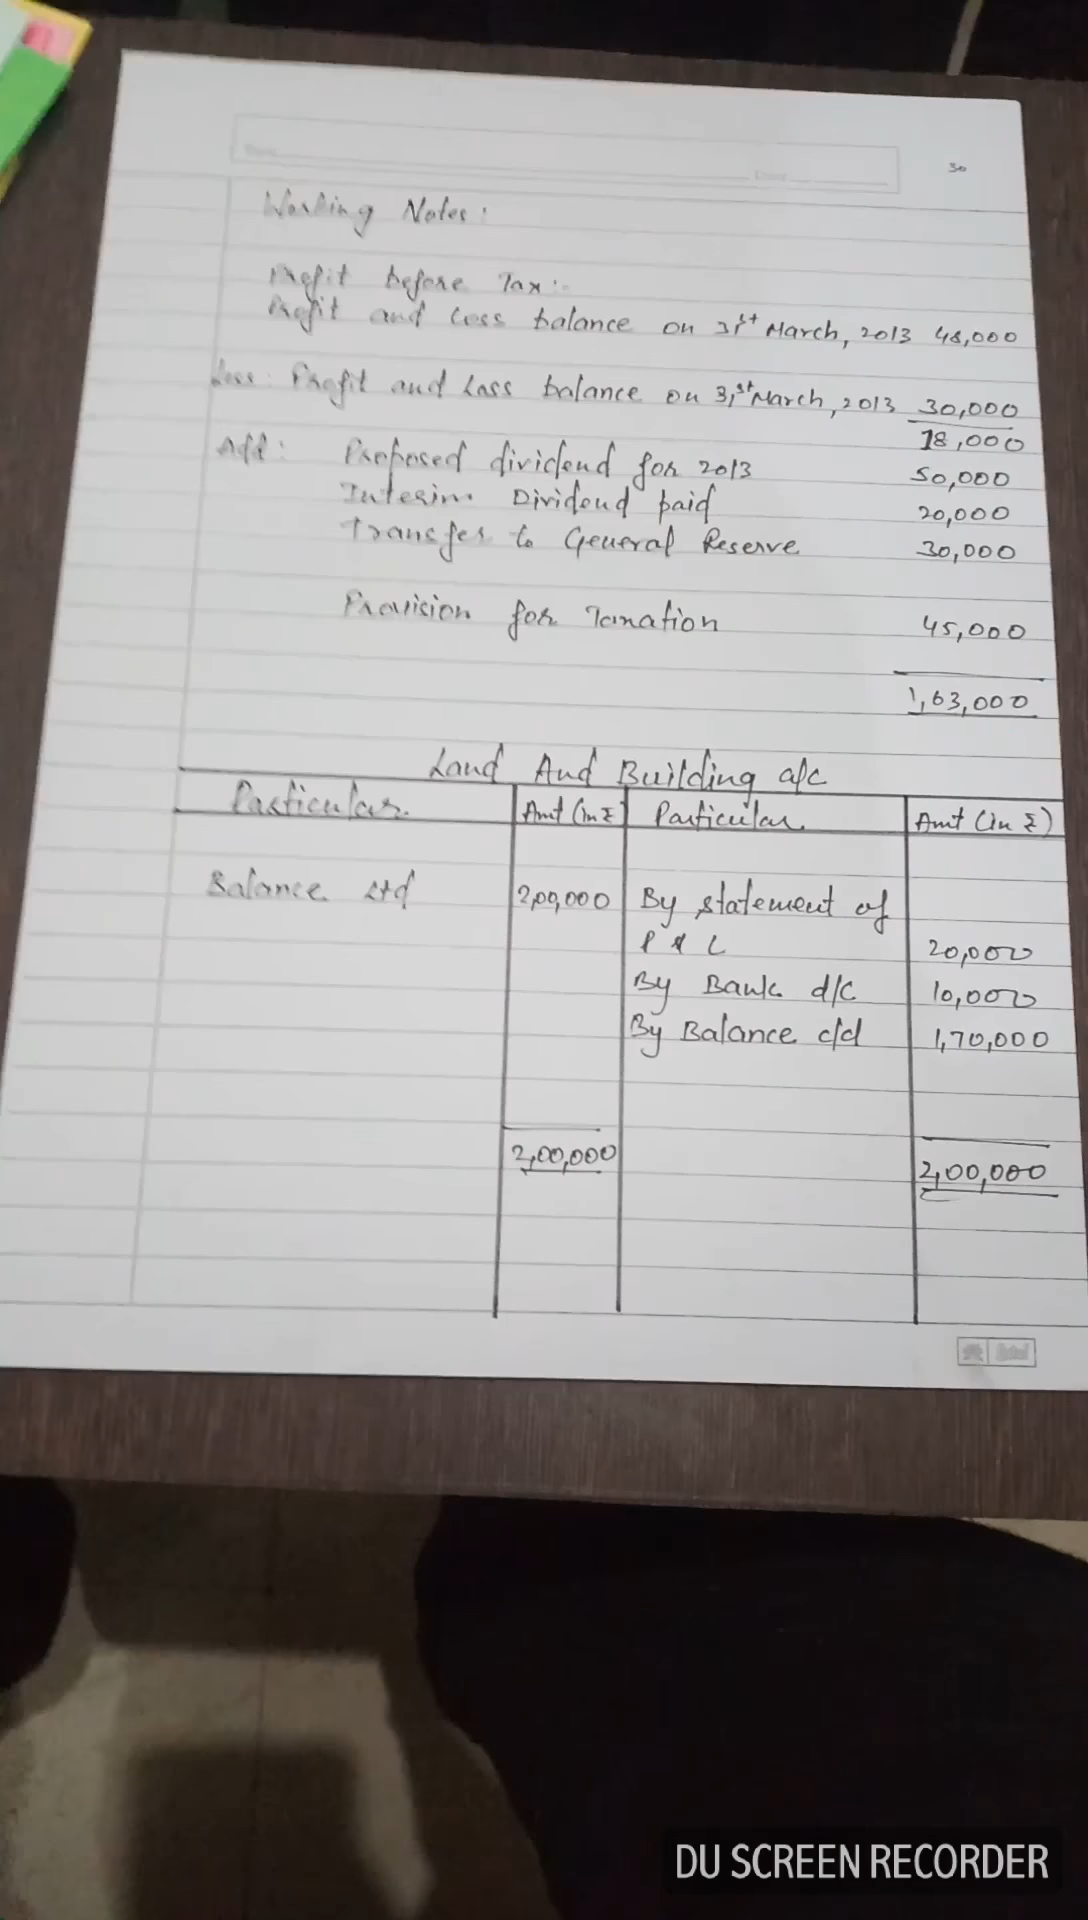 30
Working Notes:
Profit before Tax:-
Profit and Loss balance on 31st March, 2013 48,000
Less: Profit and Loss balance on 31st March, 2013 30,000
18,000
Add: Proposed dividend for 2013 50,000
Interim Dividend paid 20,000
Transfer to General Reserve 30,000
Provision for Taxation 45,000
1,63,000
Land And Building a/c
Particular. Amt (in ₹) Particular. Amt (in ₹)
Balance 2,00,000 By statement of
P & L 20,000
By Bank 10,000
By Balance c/d 1,70,000
2,00,000 2,00,000
DU SCREEN RECORDER